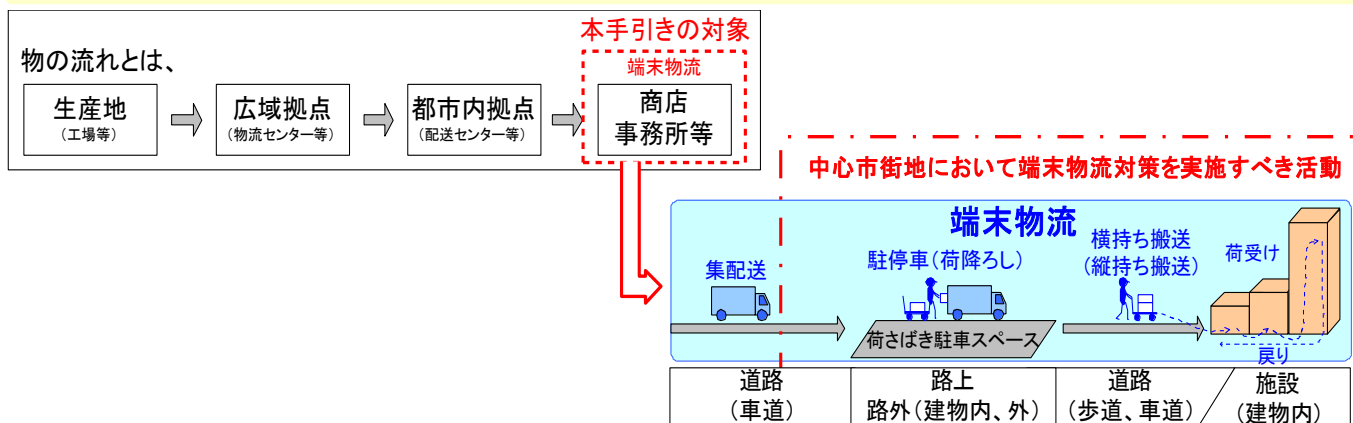 本手引きの対象
物の流れとは、
端末物流
生産地
(工場等)
広域拠点
(物流センター等)
都市内拠点
(配送センター等)
商店
事務所等
中心市街地において端末物流対策を実施すべき活動
端末物流
集配送
駐停車(荷降ろし)
横持ち搬送
(縦持ち搬送)
荷受け
荷さばき駐車スペース
戻り
道路
(車道)
路上
路外(建物内、外)
道路
(歩道、車道)
施設
(建物内)